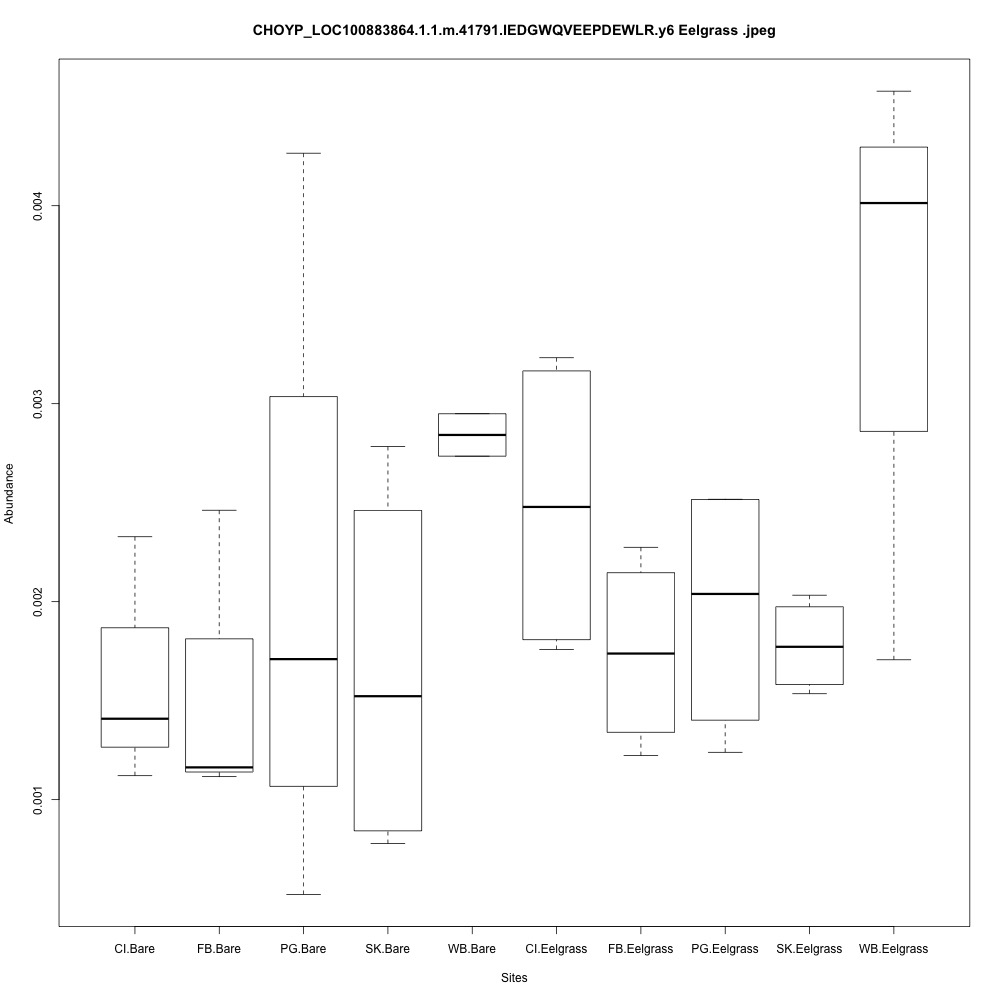 CHOYP_LOC100883864.1.1.m.41791.IEDGWQVEEPDEWLR.y6 Eelgrass .jpeg
0.004
0.003
0.002
0.001
Abundance
CI.Bare FB.Bare PG.Bare SK.Bare WB.Bare CI.Eelgrass FB.Eelgrass PG.Eelgrass SK.Eelgrass WB.Eelgrass
Sites